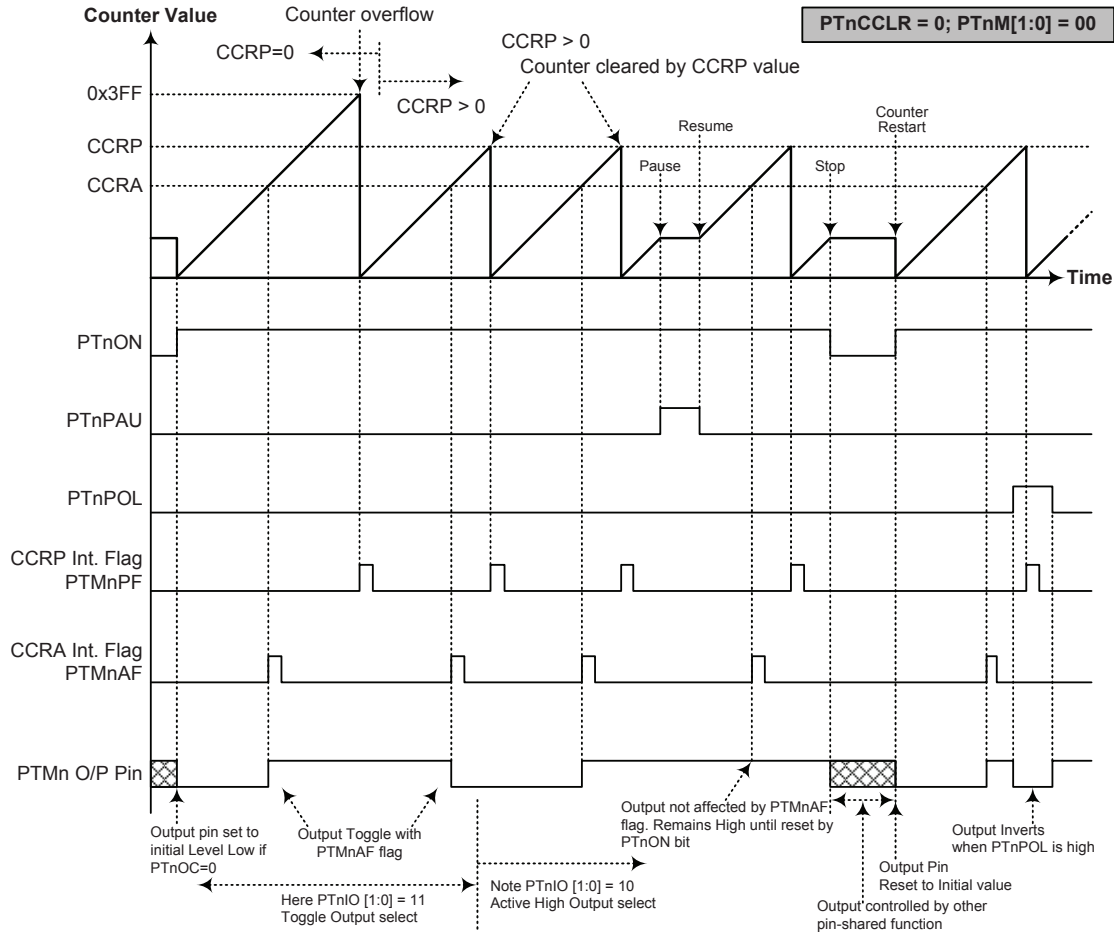 Counter Value
Counter overflow
PTnCCLR = 0; PTnM[1:0] = 00
CCRP=0
CCRP > 0
CCRP > 0
Counter cleared by CCRP value
0x3FF
CCRP
CCRA
Pause
Resume
Stop
Counter
Restart
Time
PTnON
PTnPAU
PTnPOL
CCRP Int. Flag
PTMnPF
CCRA Int. Flag
PTMnAF
PTMn O/P Pin
Output pin set to
initial Level Low if
PTnOC=0
Output Toggle with
PTMnAF flag
Output not affected by PTMnAF
flag. Remains High until reset by
PTnON bit
Output Inverts
when PTnPOL is high
Output Pin
Reset to Initial value
Here PTnIO [1:0] = 11
Toggle Output select
Note PTnIO [1:0] = 10
Active High Output select
Output controlled by other
pin-shared function